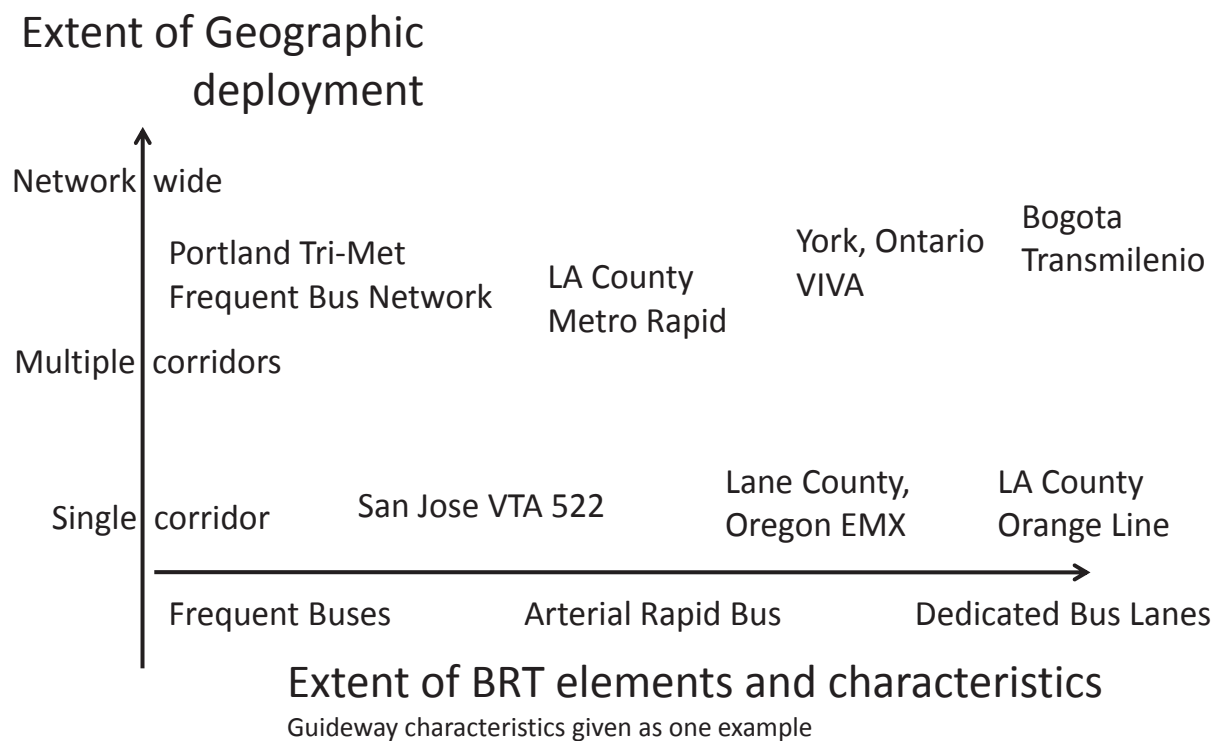 Extent of Geographic
deployment
Network wide
Bogota
Transmilenio
York, Ontario
VIVA
Portland Tri-Met
Frequent Bus Network
LA County
Metro Rapid
Multiple corridors
Single corridor
San Jose VTA 522
Lane County,
Oregon EMX
LA County
Orange Line
Frequent Buses
Arterial Rapid Bus
Dedicated Bus Lanes
Extent of BRT elements and characteristics
Guideway characteristics given as one example